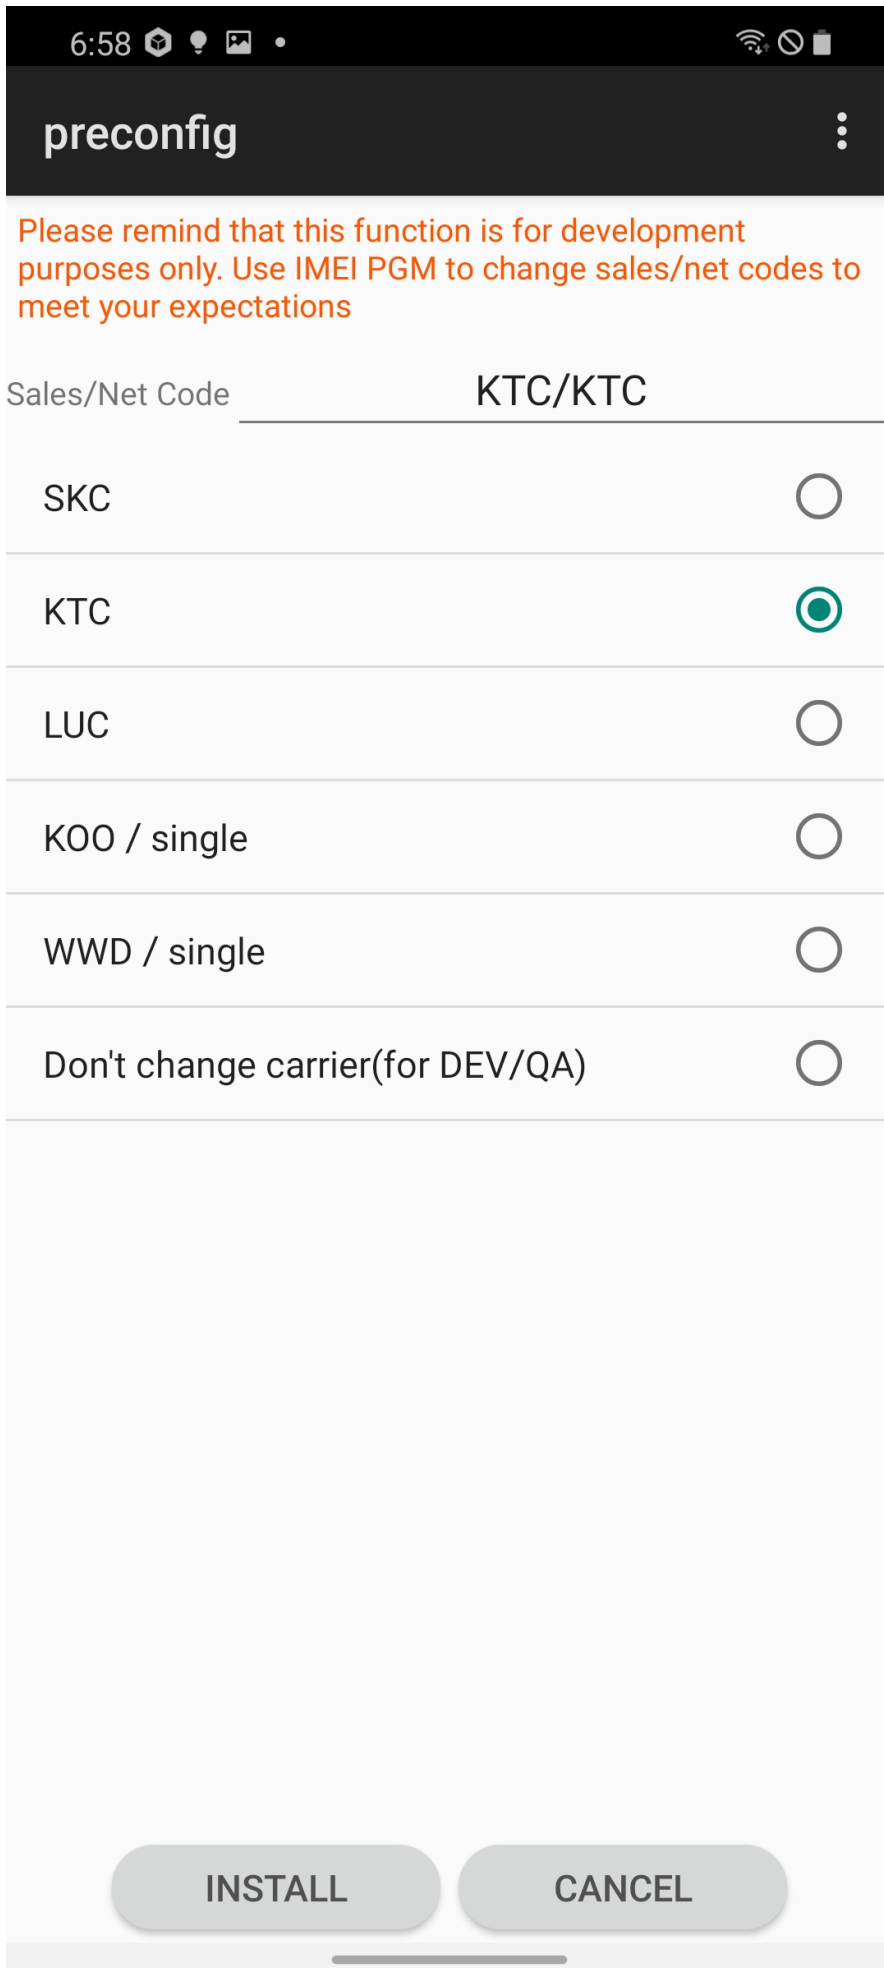 6:58
preconfig
Please remind that this function is for development
purposes only. Use IMEI PGM to change sales/net codes to
meet your expectations
Sales/Net Code KTC/KTC
SKC
KTC
LUC
KOO / single
WWD / single
Don't change carrier(for DEV/QA)
INSTALL CANCEL